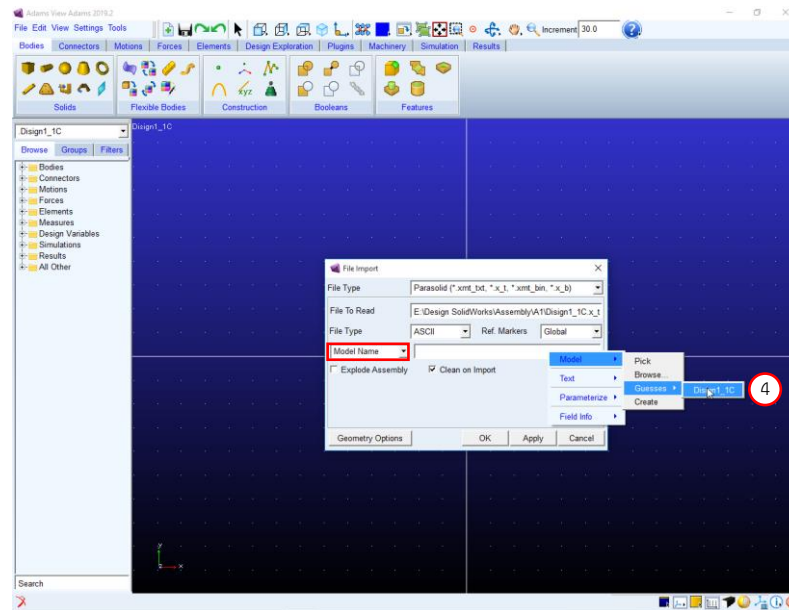 Adams View Adams 2019.2
File Edit View Settings Tools
Increment 30.0
Bodies Connectors Motions Forces Elements Design Exploration Plugins Machinery Simulation Results
Solids Flexible Bodies Construction Booleans Features
Disign1_1C
Disign1_1C
Browse Groups Filters
Bodies
Connectors
Motions
Forces
Elements
Measures
Design Variables
Simulations
Results
All Other
File Import
File Type Parasolid (*.xmt_txt, *.x_t, *.xmt_bin, *.x_b)
File To Read E:\Design SolidWorks\Assembly\A1\Disign1_1C.x_t
File Type ASCII Ref. Markers Global
Model Name
Explode Assembly Clean on Import
Geometry Options OK Apply Cancel
Model
Text
Parameterize
Field Info
Pick
Browse...
Guesses
Create
Disign1_1C
4
y
z x
Search